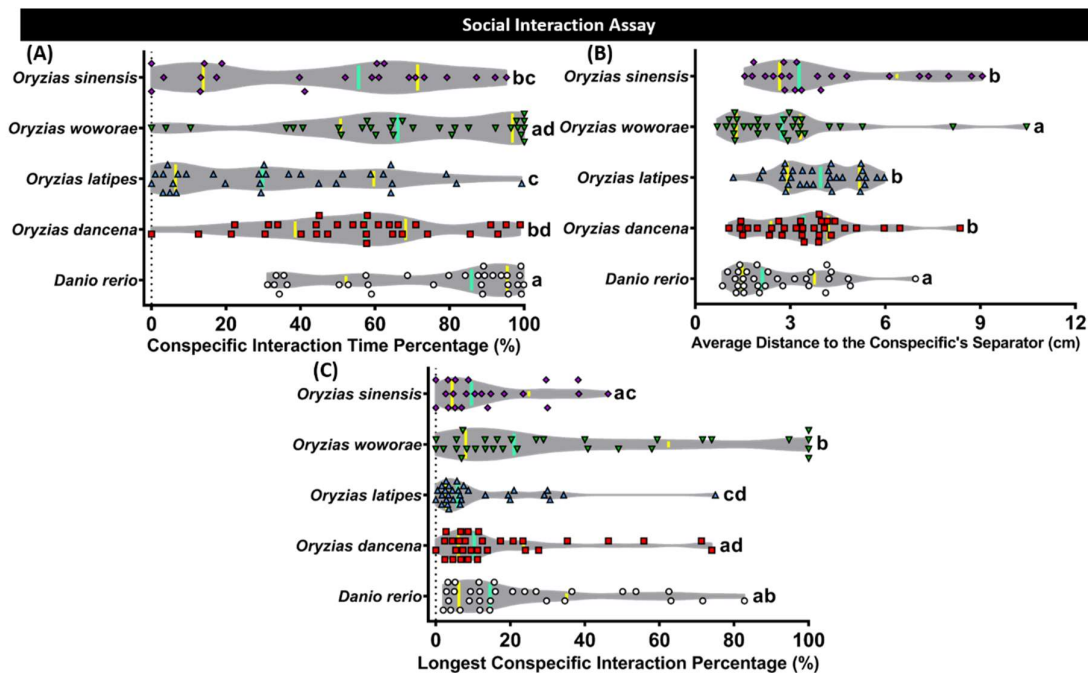 Social Interaction Assay
(A)
Oryzias sinensis
bc
Oryzias woworae
ad
Oryzias latipes
c
Oryzias dancena
bd
Danio rerio
a
0 20 40 60 80 100
Conspecific Interaction Time Percentage (%)
(B)
Oryzias sinensis
b
Oryzias woworae
a
Oryzias latipes
b
Oryzias dancena
b
Danio rerio
a
0 3 6 9 12
Average Distance to the Conspecific's Separator (cm)
(C)
Oryzias sinensis
ac
Oryzias woworae
b
Oryzias latipes
cd
Oryzias dancena
ad
Danio rerio
ab
0 20 40 60 80 100
Longest Conspecific Interaction Percentage (%)